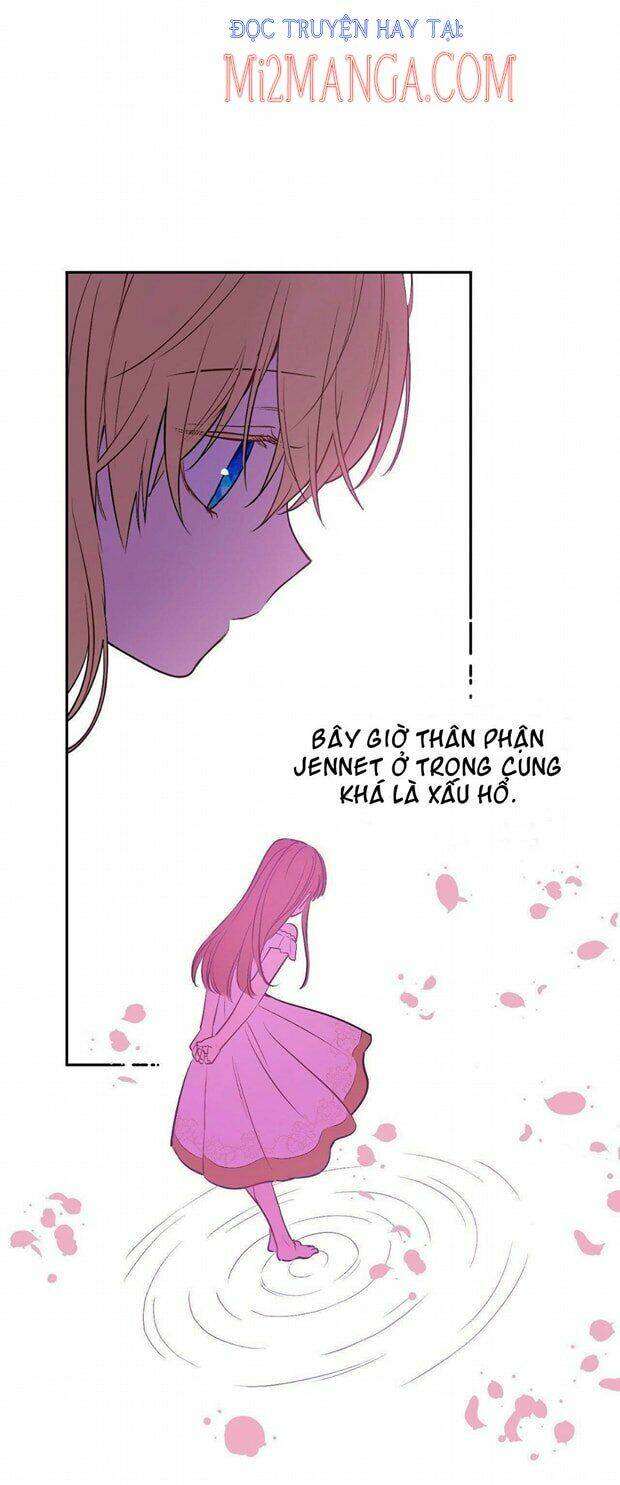 ĐỌC TRUYỆN HAY TẠI:
MI2MANGA.COM
BÂY GIỜ THÂN PHẬN
JENNET Ở TRONG CUNG
KHÁ LÀ XẤU HỔ.